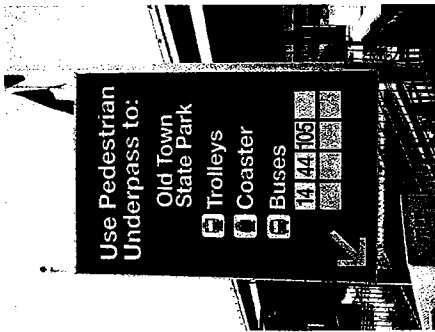 Use Pedestrian
Underpass to:
Old Town
State Park
Trolleys
Coaster
Buses
14 44 105